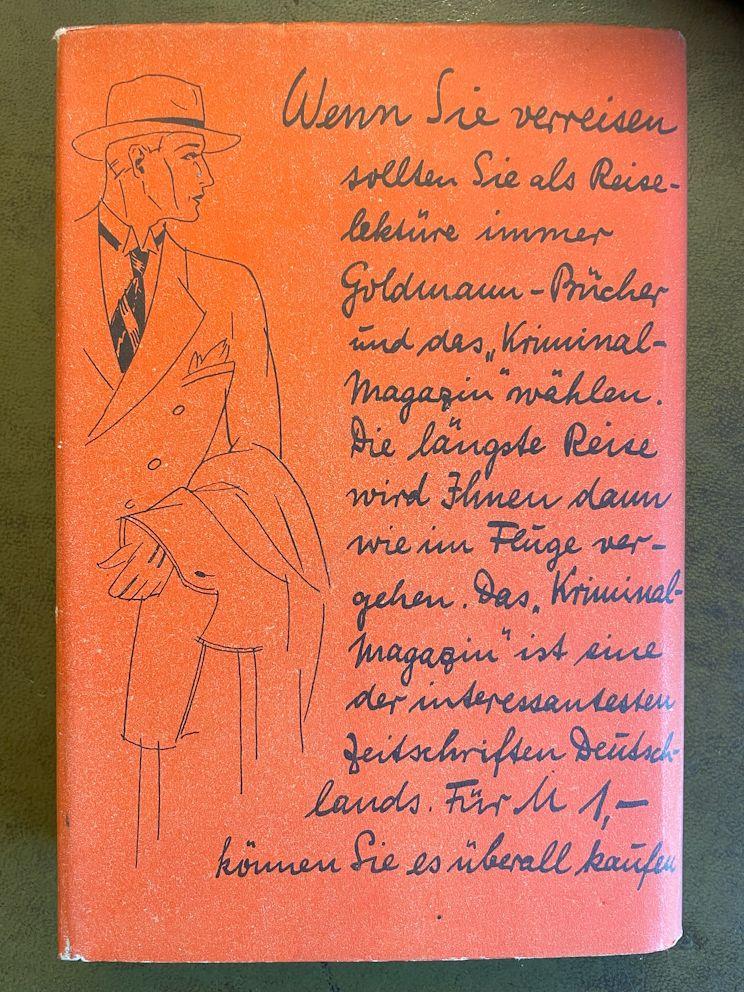 Wenn Sie verreisen
sollten Sie als Reise-
lektüre immer
Goldmann-Bücher
und das „Kriminal-
Magazin“ wählen.
Die längste Reise
wird Ihnen dann
wie im Fluge ver-
gehen. Das „Kriminal-
Magazin“ ist eine
der interessantesten
Zeitschriften Deutsch-
lands. Für M 1,—
können Sie es überall kaufen